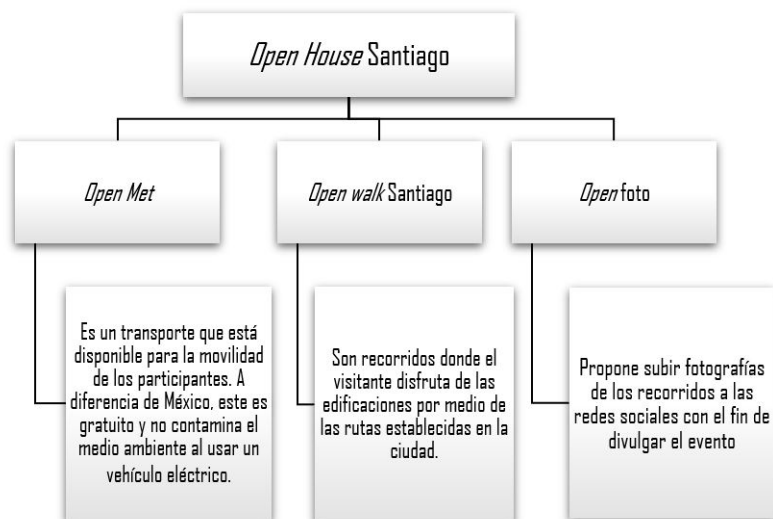 Open House Santiago
Open Met
Open walk Santiago
Open foto
Es un transporte que está
disponible para la movilidad
de los participantes. A
diferencia de México, este es
gratuito y no contamina el
medio ambiente al usar un
vehículo eléctrico.
Son recorridos donde el
visitante disfruta de las
edificaciones por medio de
las rutas establecidas en la
ciudad.
Propone subir fotografías
de los recorridos a las
redes sociales con el fin de
divulgar el evento